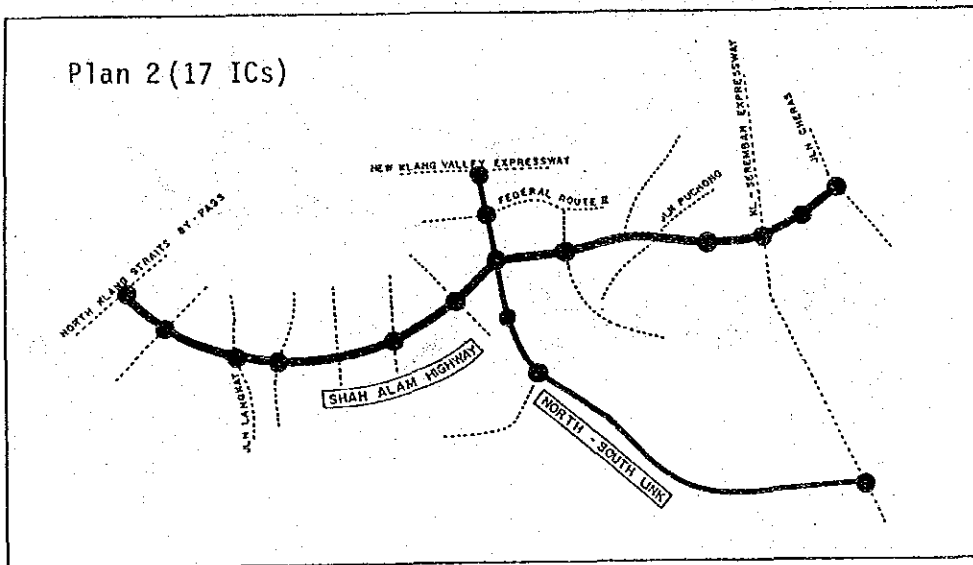 Plan 2 (17 ICs)
NORTH KLANG STRAITS BY-PASS
JLN LANGKAT
SHAH ALAM HIGHWAY
NEW KLANG VALLEY EXPRESSWAY
FEDERAL ROUTE II
JLN PUCHONG
KL - SEREMBAN EXPRESSWAY
JLN CHERAS
NORTH - SOUTH LINK